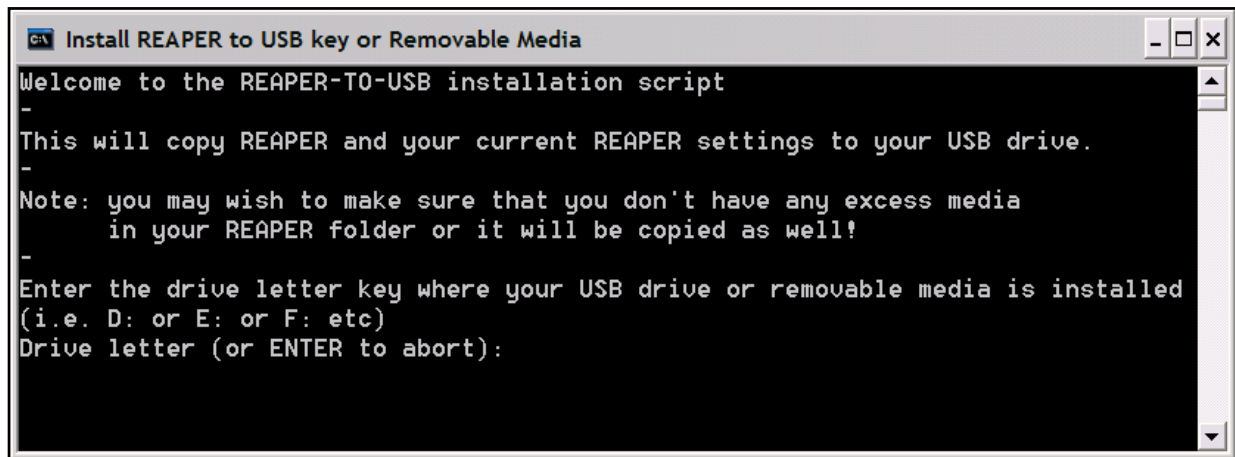 Install REAPER to USB key or Removable Media
Welcome to the REAPER-TO-USB installation script
-
This will copy REAPER and your current REAPER settings to your USB drive.
-
Note: you may wish to make sure that you don't have any excess media
in your REAPER folder or it will be copied as well!
-
Enter the drive letter key where your USB drive or removable media is installed
(i.e. D: or E: or F: etc)
Drive letter (or ENTER to abort):